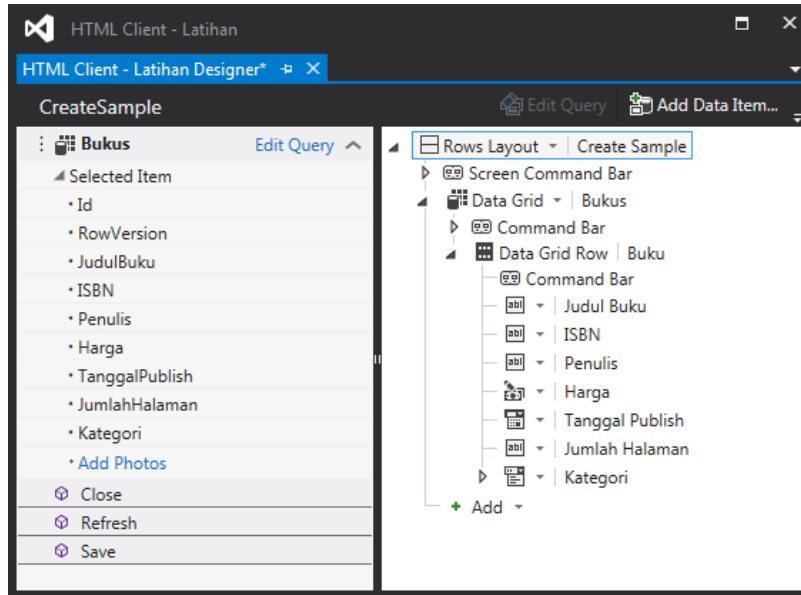 HTML Client - Latihan
HTML Client - Latihan Designer*
CreateSample
Edit Query
Add Data Item...
Bukus
Edit Query
Selected Item
Id
RowVersion
JudulBuku
ISBN
Penulis
Harga
TanggalPublish
JumlahHalaman
Kategori
Add Photos
Close
Refresh
Save
Rows Layout Create Sample
Screen Command Bar
Data Grid Bukus
Command Bar
Data Grid Row Buku
Command Bar
Judul Buku
ISBN
Penulis
Harga
Tanggal Publish
Jumlah Halaman
Kategori
Add